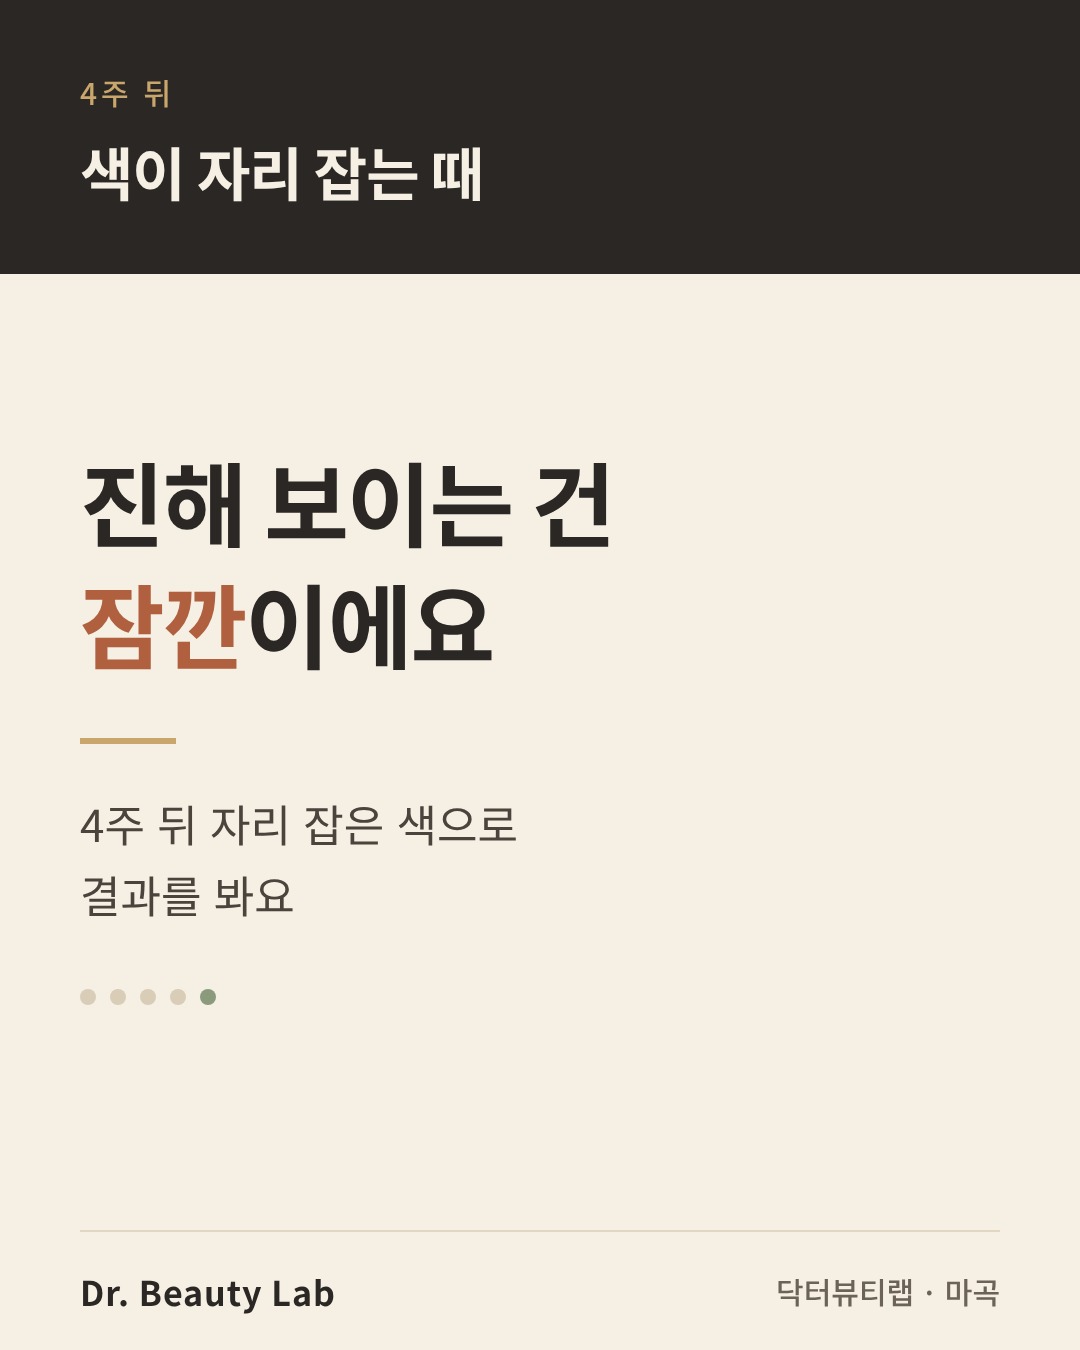 4주 뒤
색이 자리 잡는 때
진해 보이는 건
잠깐이에요
4주 뒤 자리 잡은 색으로
결과를 봐요
Dr. Beauty Lab
닥터뷰티랩 · 마곡